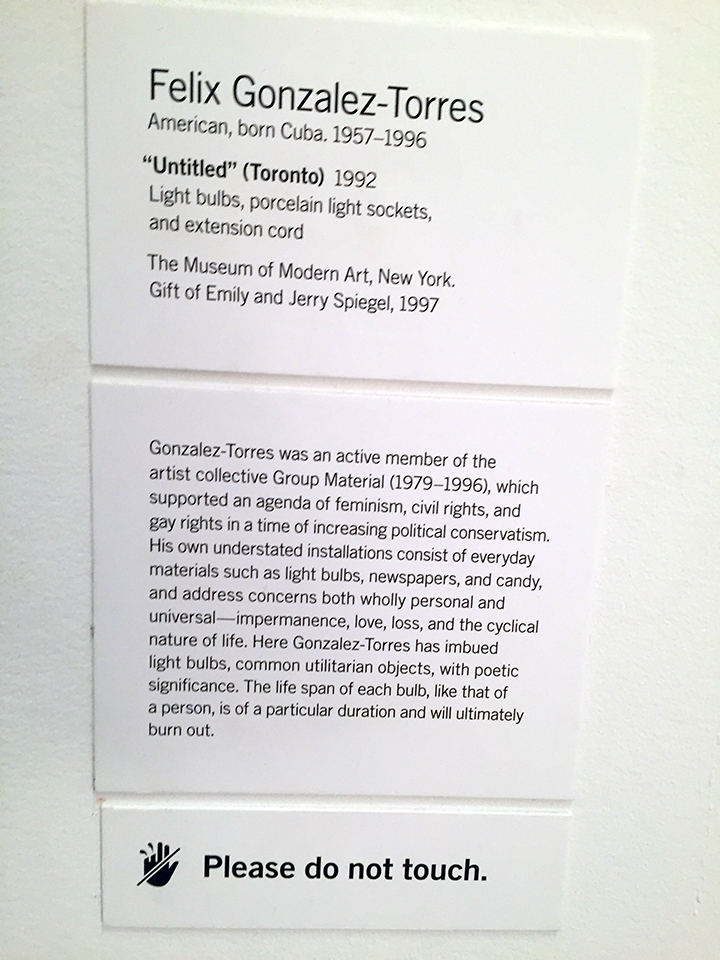 Felix Gonzalez-Torres
American, born Cuba. 1957–1996
“Untitled” (Toronto) 1992
Light bulbs, porcelain light sockets,
and extension cord
The Museum of Modern Art, New York.
Gift of Emily and Jerry Spiegel, 1997
Gonzalez-Torres was an active member of the
artist collective Group Material (1979–1996), which
supported an agenda of feminism, civil rights, and
gay rights in a time of increasing political conservatism.
His own understated installations consist of everyday
materials such as light bulbs, newspapers, and candy,
and address concerns both wholly personal and
universal—impermanence, love, loss, and the cyclical
nature of life. Here Gonzalez-Torres has imbued
light bulbs, common utilitarian objects, with poetic
significance. The life span of each bulb, like that of
a person, is of a particular duration and will ultimately
burn out.
Please do not touch.